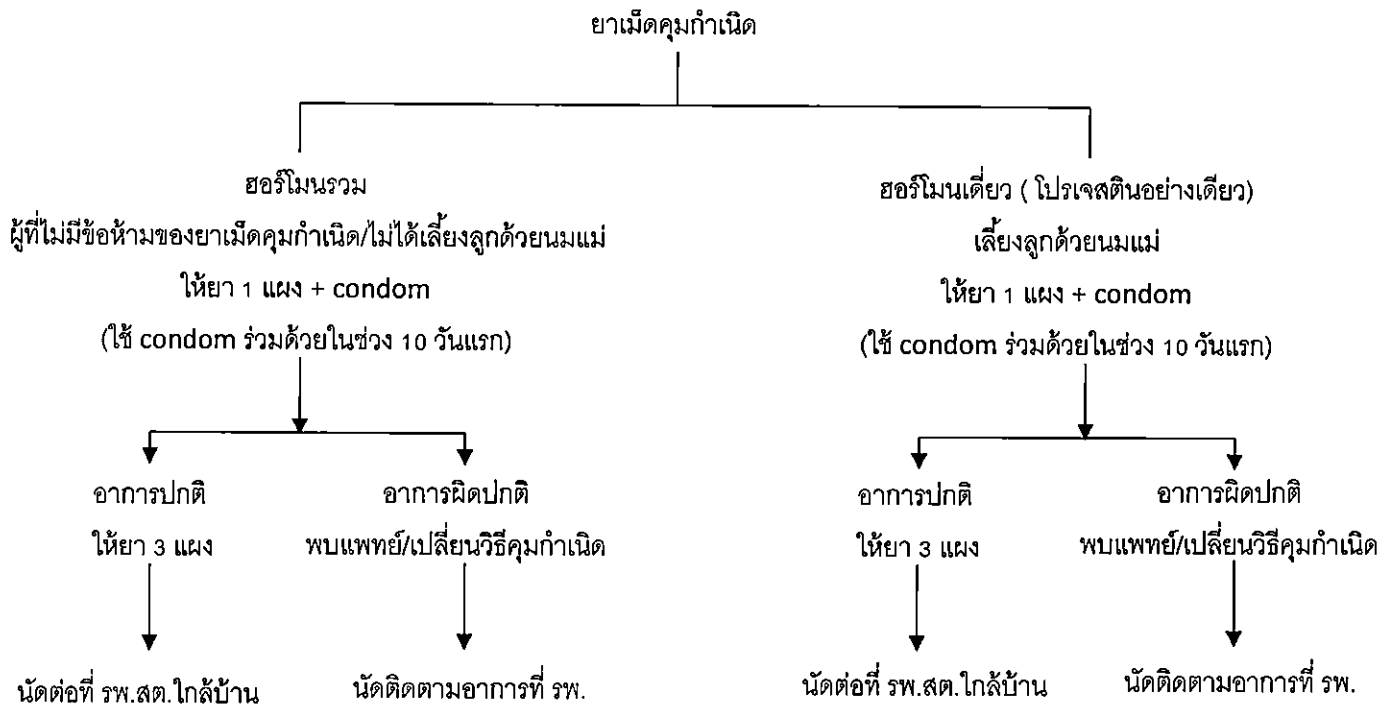 ยาเม็ดคุมกำเนิด
ฮอร์โมนรวม
ผู้ที่ไม่มีข้อห้ามของยาเม็ดคุมกำเนิด/ไม่ได้เลี้ยงลูกด้วยนมแม่
ให้ยา 1 แผง + condom
(ใช้ condom ร่วมด้วยในช่วง 10 วันแรก)
อาการปกติ
ให้ยา 3 แผง
นัดต่อที่ รพ.สต.ใกล้บ้าน
อาการผิดปกติ
พบแพทย์/เปลี่ยนวิธีคุมกำเนิด
นัดติดตามอาการที่ รพ.
ฮอร์โมนเดี่ยว ( โปรเจสตินอย่างเดียว)
เลี้ยงลูกด้วยนมแม่
ให้ยา 1 แผง + condom
(ใช้ condom ร่วมด้วยในช่วง 10 วันแรก)
อาการปกติ
ให้ยา 3 แผง
นัดต่อที่ รพ.สต.ใกล้บ้าน
อาการผิดปกติ
พบแพทย์/เปลี่ยนวิธีคุมกำเนิด
นัดติดตามอาการที่ รพ.